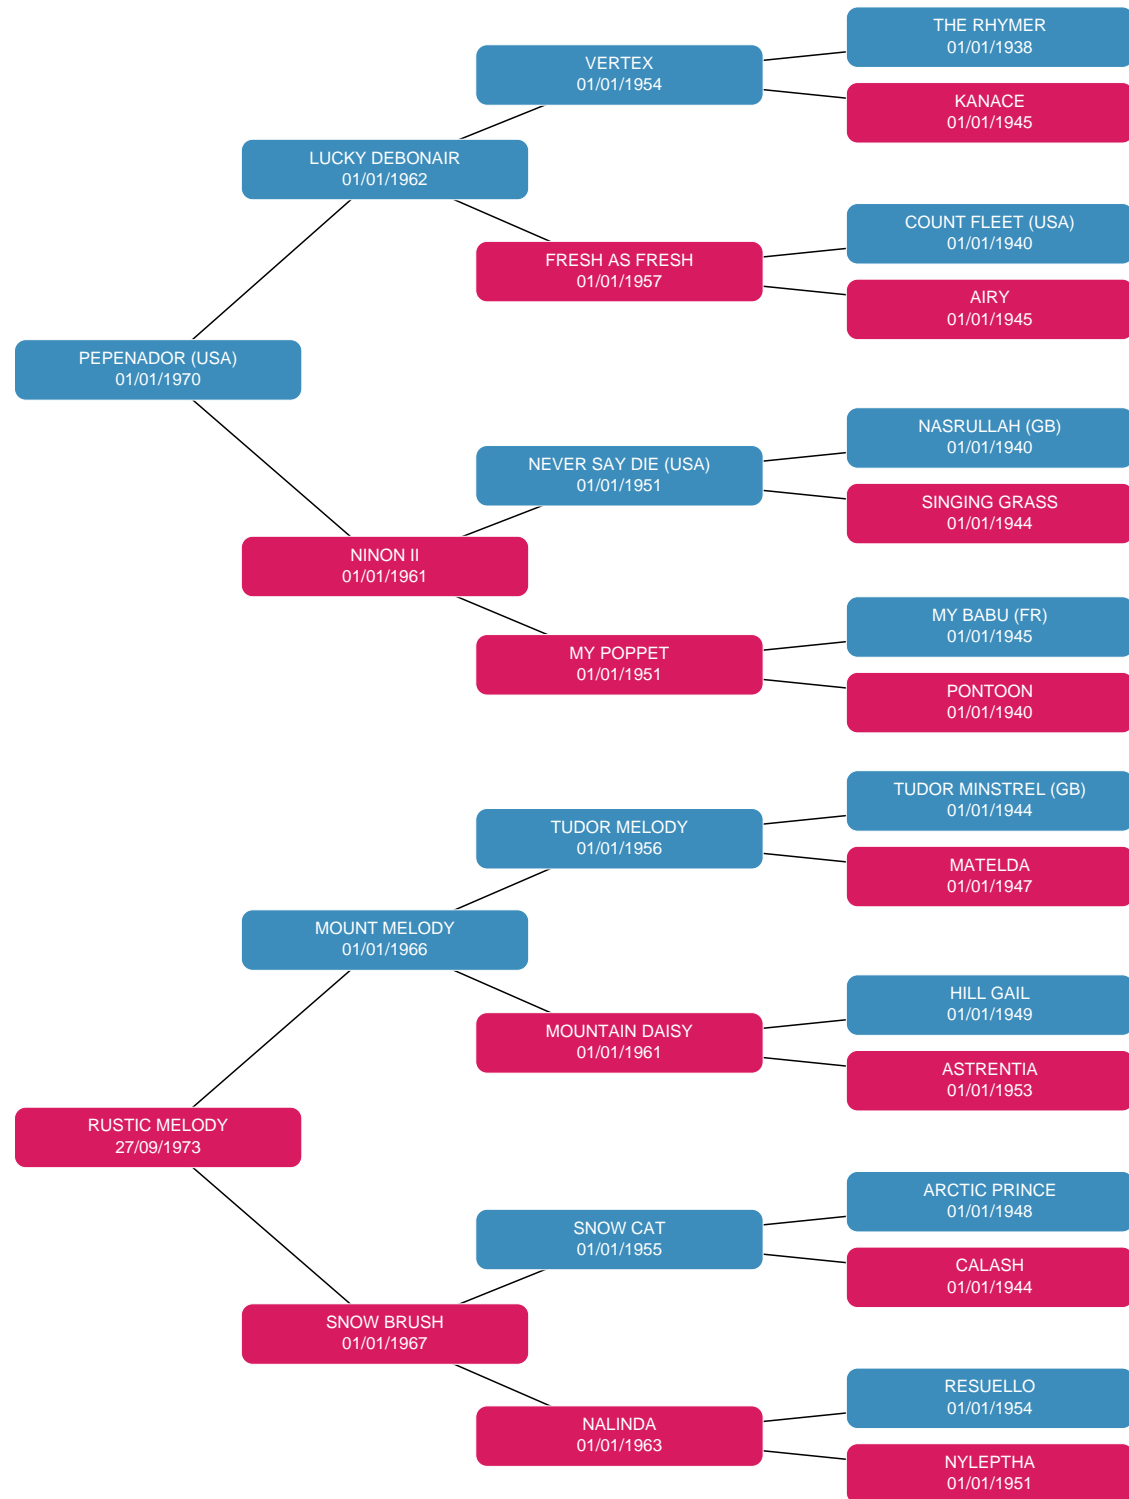 THE RHYMER
01/01/1938
VERTEX
01/01/1954
KANACE
01/01/1945
LUCKY DEBONAIR
01/01/1962
COUNT FLEET (USA)
01/01/1940
FRESH AS FRESH
01/01/1957
AIRY
01/01/1945
PEPENADOR (USA)
01/01/1970
NASRULLAH (GB)
01/01/1940
NEVER SAY DIE (USA)
01/01/1951
SINGING GRASS
01/01/1944
NINON II
01/01/1961
MY BABU (FR)
01/01/1945
MY POPPET
01/01/1951
PONTOON
01/01/1940
TUDOR MINSTREL (GB)
01/01/1944
TUDOR MELODY
01/01/1956
MATELDA
01/01/1947
MOUNT MELODY
01/01/1966
HILL GAIL
01/01/1949
MOUNTAIN DAISY
01/01/1961
ASTRENTIA
01/01/1953
RUSTIC MELODY
27/09/1973
ARCTIC PRINCE
01/01/1948
SNOW CAT
01/01/1955
CALASH
01/01/1944
SNOW BRUSH
01/01/1967
RESUELLO
01/01/1954
NALINDA
01/01/1963
NYLEPTHA
01/01/1951